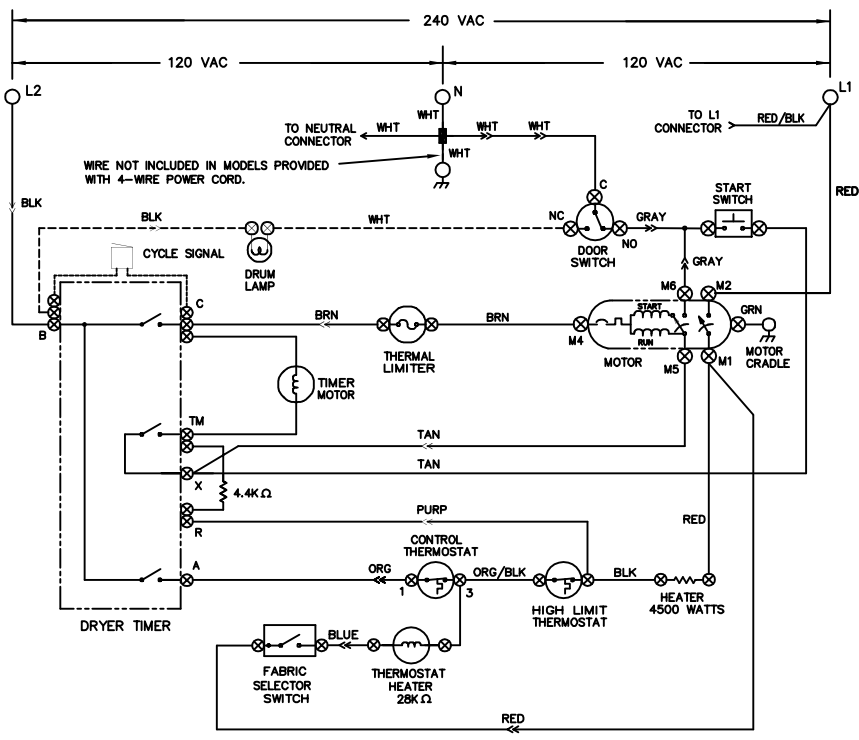 240 VAC
120 VAC
120 VAC
L2
N
L1
WHT
TO NEUTRAL
CONNECTOR
WHT
WHT
WHT
TO L1
CONNECTOR
RED/BLK
WHT
WIRE NOT INCLUDED IN MODELS PROVIDED
WITH 4-WIRE POWER CORD.
RED
BLK
C
START
SWITCH
BLK
WHT
NC
GRAY
NO
DOOR
SWITCH
CYCLE SIGNAL
DRUM
LAMP
GRAY
M6
M2
C
START
GRN
B
BRN
BRN
M4
RUN
THERMAL
LIMITER
MOTOR
M5
M1
MOTOR
CRADLE
TIMER
MOTOR
TM
TAN
TAN
X
4.4KΩ
PURP
R
RED
CONTROL
THERMOSTAT
A
ORG
1
3
ORG/BLK
BLK
HEATER
4500 WATTS
HIGH LIMIT
THERMOSTAT
DRYER TIMER
BLUE
FABRIC
SELECTOR
SWITCH
THERMOSTAT
HEATER
28KΩ
RED